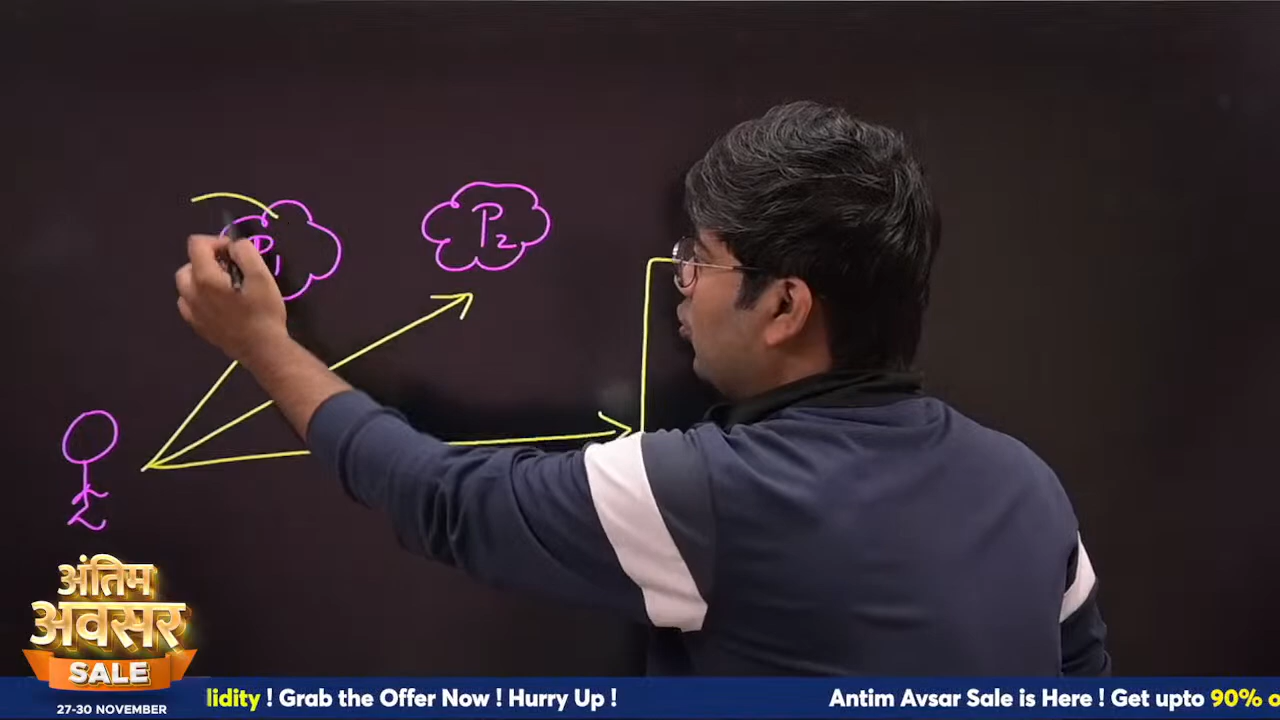 P1
P2
अंतिम
अवसर
SALE
27-30 NOVEMBER
lidity ! Grab the Offer Now ! Hurry Up !
Antim Avsar Sale is Here ! Get upto 90% o